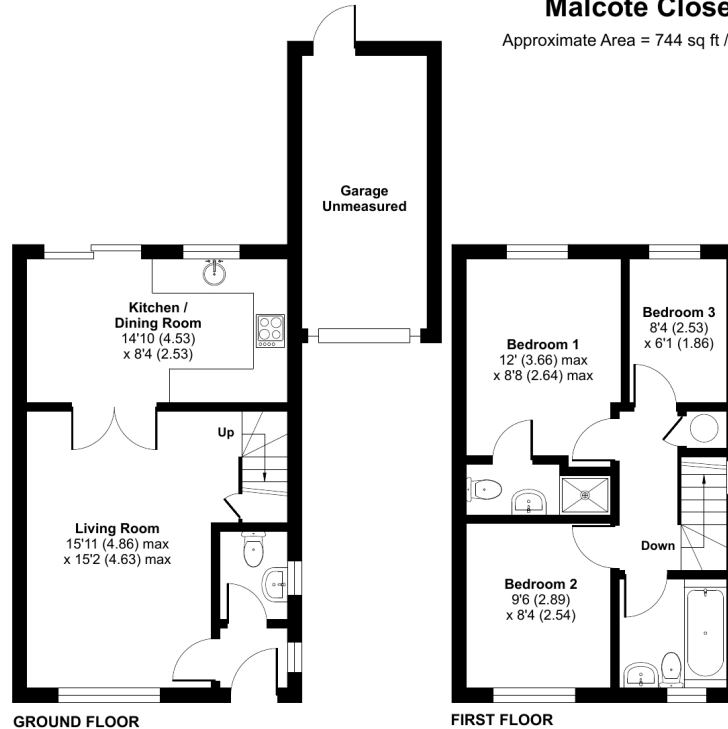 Malcote Close
Approximate Area = 744 sq ft /
Garage
Unmeasured
Kitchen /
Dining Room
14'10 (4.53)
x 8'4 (2.53)
Up
Living Room
15'11 (4.86) max
x 15'2 (4.63) max
GROUND FLOOR
Bedroom 1
12' (3.66) max
x 8'8 (2.64) max
Bedroom 3
8'4 (2.53)
x 6'1 (1.86)
Down
Bedroom 2
9'6 (2.89)
x 8'4 (2.54)
FIRST FLOOR